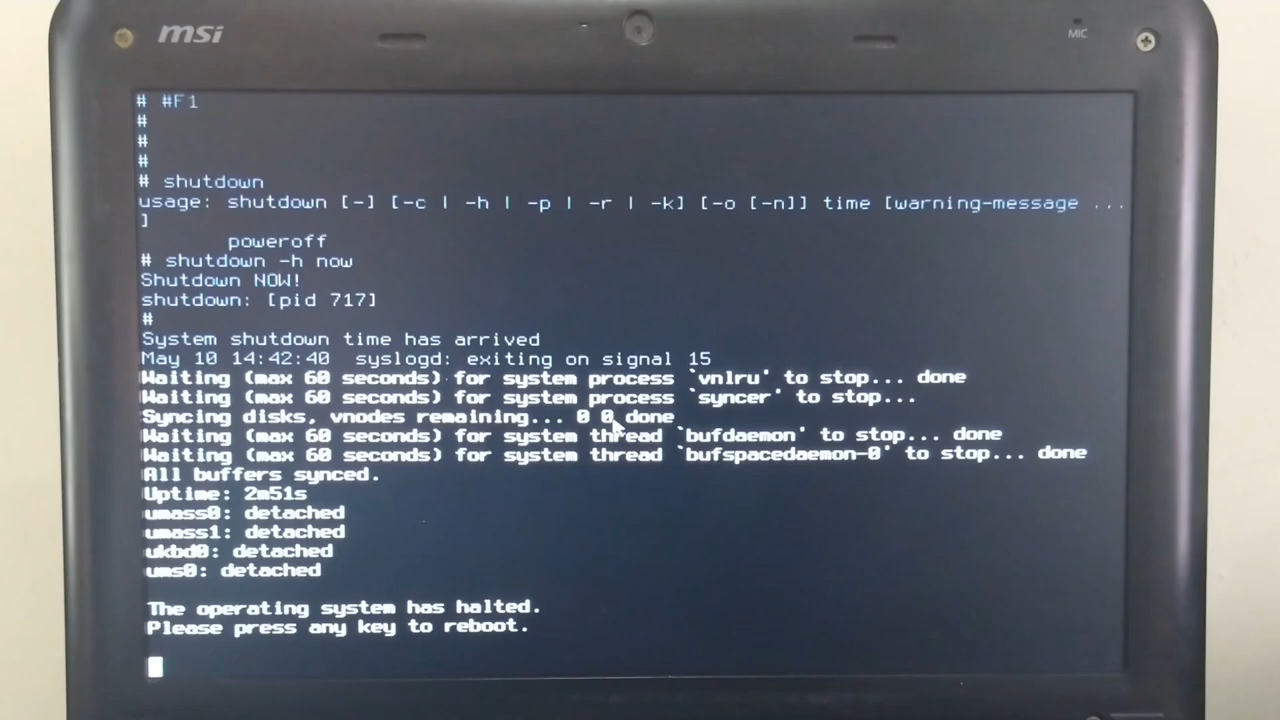 msi
MIC
# #F1
#
#
#
# shutdown
usage: shutdown [-] [-c | -h | -p | -r | -k] [-o [-n]] time [warning-message ...
]
poweroff
# shutdown -h now
Shutdown NOW!
shutdown: [pid 717]
#
System shutdown time has arrived
May 10 14:42:40  syslogd: exiting on signal 15
Waiting (max 60 seconds) for system process `vnlru' to stop... done
Waiting (max 60 seconds) for system process `syncer' to stop...
Syncing disks, vnodes remaining... 0 0 done
Waiting (max 60 seconds) for system thread `bufdaemon' to stop... done
Waiting (max 60 seconds) for system thread `bufspacedaemon-0' to stop... done
All buffers synced.
Uptime: 2m51s
umass0: detached
umass1: detached
ukbd0: detached
ums0: detached
The operating system has halted.
Please press any key to reboot.